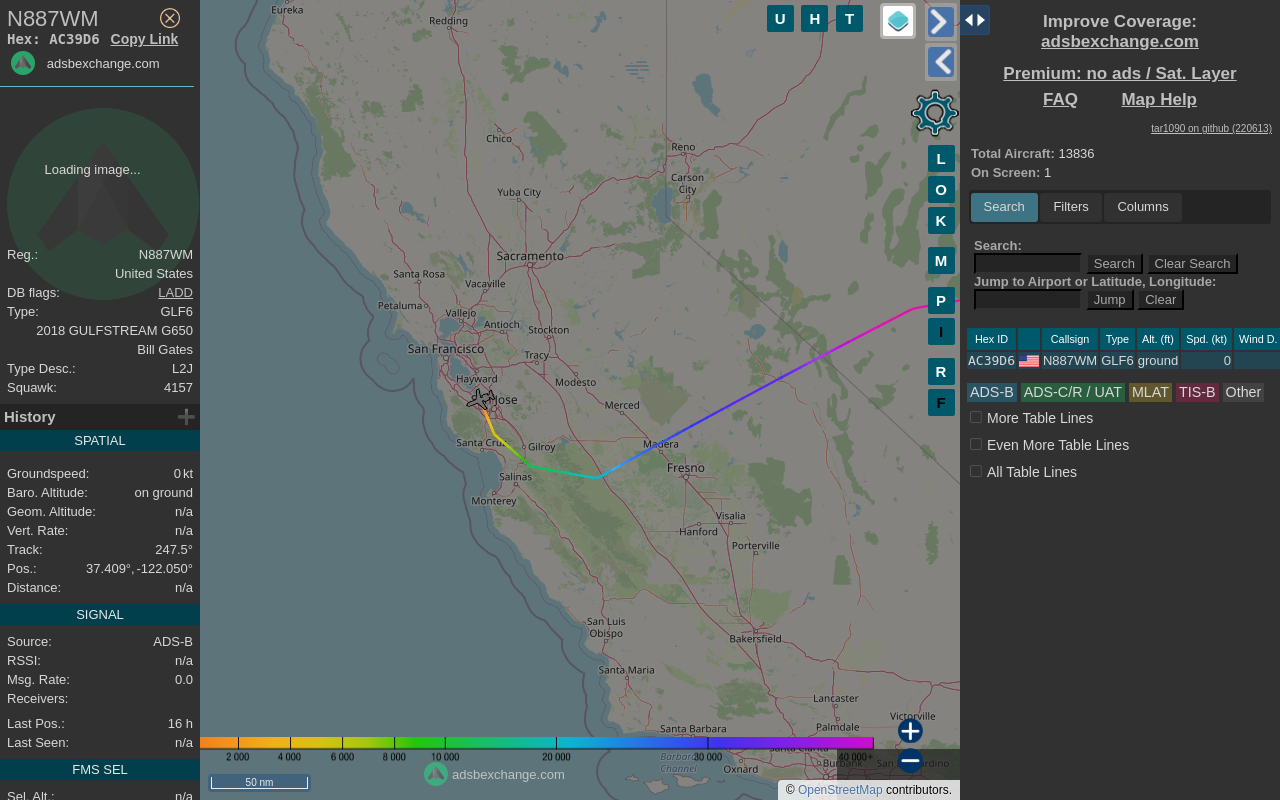 N887WM
Hex: AC39D6 Copy Link
adsbexchange.com
Loading image...
Reg.: N887WM
United States
DB flags: LADD
Type: GLF6
2018 GULFSTREAM G650
Bill Gates
Type Desc.: L2J
Squawk: 4157
History
SPATIAL
Groundspeed: 0 kt
Baro. Altitude: on ground
Geom. Altitude: n/a
Vert. Rate: n/a
Track: 247.5°
Pos.: 37.409°, -122.050°
Distance: n/a
SIGNAL
Source: ADS-B
RSSI: n/a
Msg. Rate: 0.0
Receivers:
Last Pos.: 16 h
Last Seen: n/a
FMS SEL
Sel. Alt.: n/a
Eureka
Redding
Chico
Reno
Carson
City
Yuba City
Sacramento
Santa Rosa
Vacaville
Petaluma
Vallejo
Antioch
Stockton
San Francisco
Tracy
Hayward
Modesto
Jose
Merced
Santa Cruz
Gilroy
Madera
Fresno
Salinas
Monterey
Visalia
Hanford
Porterville
San Luis
Obispo
Bakersfield
Santa Maria
Lancaster
Palmdale
Victorville
Santa Barbara
Santa Clarita
Barbara
Channel
Oxnard
Burbank
San Bernardino
2 000
4 000
6 000
8 000
10 000
20 000
30 000
40 000+
50 nm
adsbexchange.com
© OpenStreetMap contributors.
U H T
L
O
K
M
P
I
R
F
Improve Coverage:
adsbexchange.com
Premium: no ads / Sat. Layer
FAQ Map Help
tar1090 on github (220613)
Total Aircraft: 13836
On Screen: 1
Search Filters Columns
Search:
Search Clear Search
Jump to Airport or Latitude, Longitude:
Jump Clear
Hex ID Callsign Type Alt. (ft) Spd. (kt) Wind D.
AC39D6 N887WM GLF6 ground 0
ADS-B ADS-C/R / UAT MLAT TIS-B Other
More Table Lines
Even More Table Lines
All Table Lines